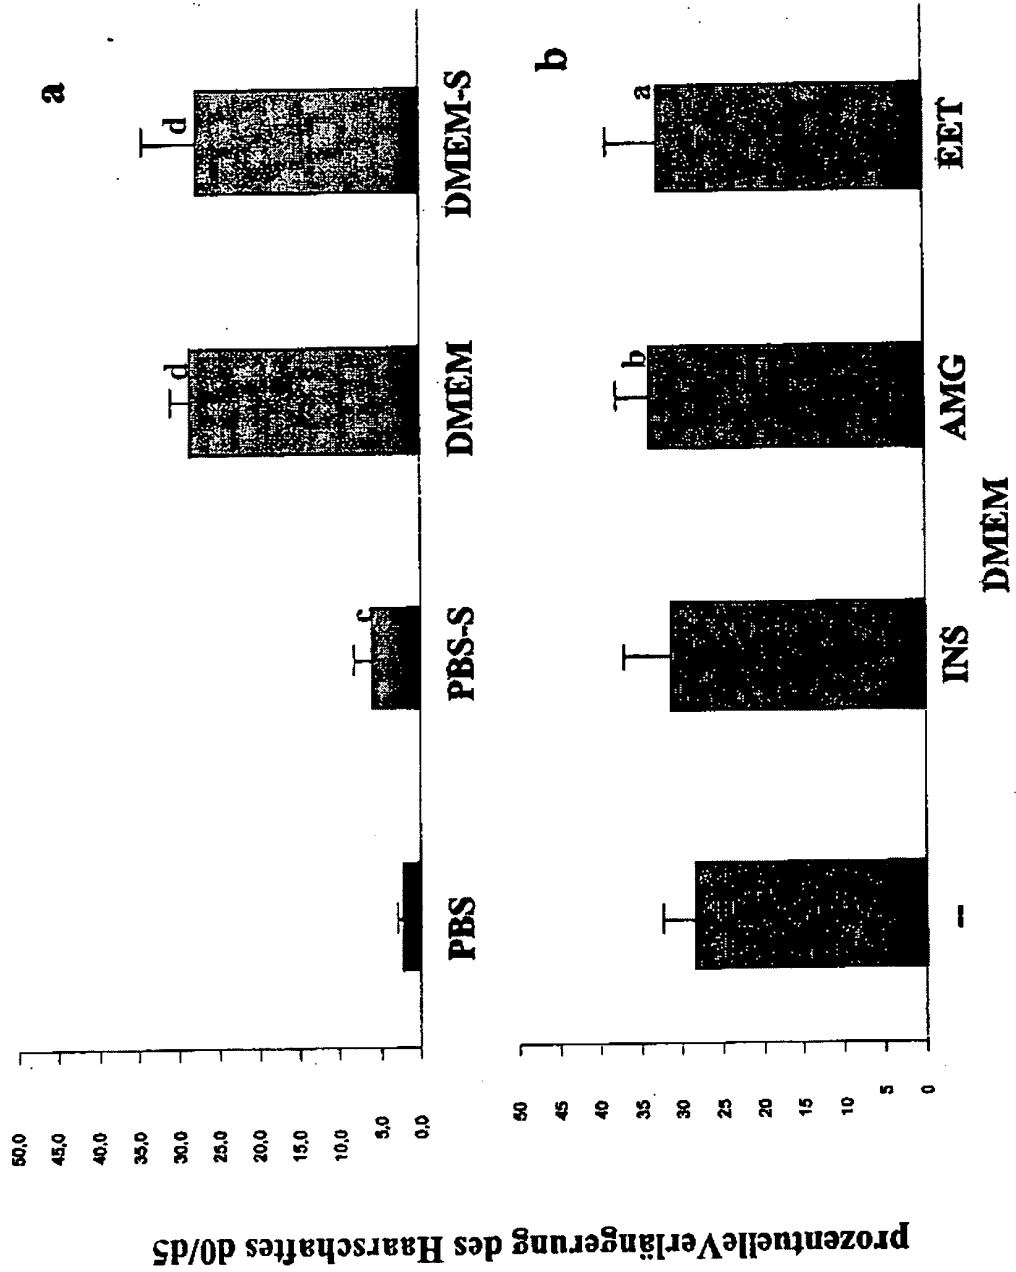 prozentuelleVerlängerung des Haarschaftes d0/d5
a
50,0
45,0
40,0
35,0
30,0
25,0
20,0
15,0
10,0
5,0
0,0
c
d
d
PBS
PBS-S
DMEM
DMEM-S
b
50
45
40
35
30
25
20
15
10
5
0
b
a
--
INS
AMG
EET
DMEM